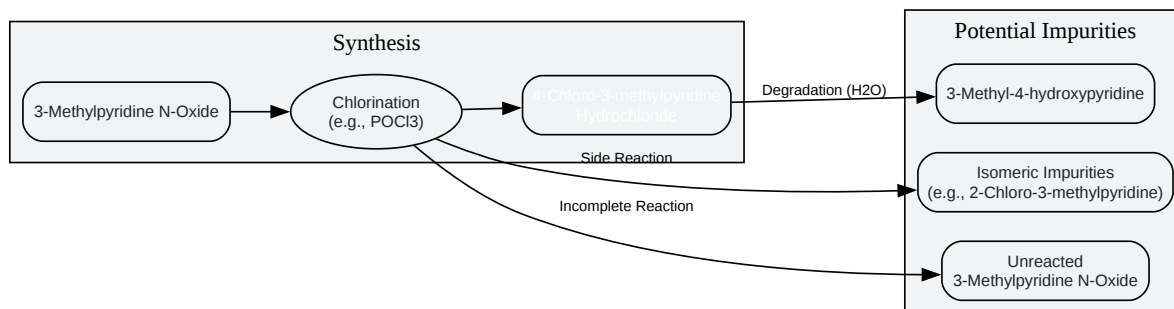 Synthesis
3-Methylpyridine N-Oxide
Chlorination
(e.g., POCl3)
4-Chloro-3-methylpyridine
Hydrochloride
Degradation (H2O)
Side Reaction
Incomplete Reaction
Potential Impurities
3-Methyl-4-hydroxypyridine
Isomeric Impurities
(e.g., 2-Chloro-3-methylpyridine)
Unreacted
3-Methylpyridine N-Oxide